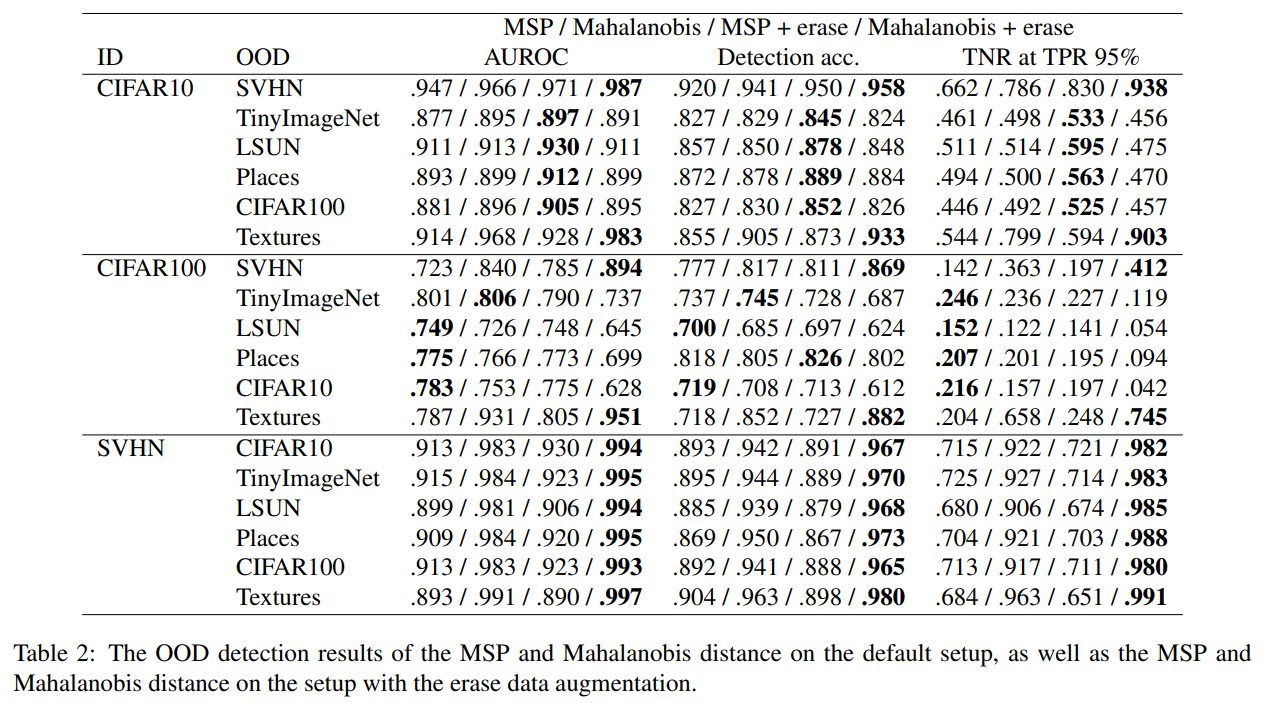 MSP / Mahalanobis / MSP + erase / Mahalanobis + erase
ID OOD AUROC Detection acc. TNR at TPR 95%
CIFAR10 SVHN .947 / .966 / .971 / .987 .920 / .941 / .950 / .958 .662 / .786 / .830 / .938
TinyImageNet .877 / .895 / .897 / .891 .827 / .829 / .845 / .824 .461 / .498 / .533 / .456
LSUN .911 / .913 / .930 / .911 .857 / .850 / .878 / .848 .511 / .514 / .595 / .475
Places .893 / .899 / .912 / .899 .872 / .878 / .889 / .884 .494 / .500 / .563 / .470
CIFAR100 .881 / .896 / .905 / .895 .827 / .830 / .852 / .826 .446 / .492 / .525 / .457
Textures .914 / .968 / .928 / .983 .855 / .905 / .873 / .933 .544 / .799 / .594 / .903
CIFAR100 SVHN .723 / .840 / .785 / .894 .777 / .817 / .811 / .869 .142 / .363 / .197 / .412
TinyImageNet .801 / .806 / .790 / .737 .737 / .745 / .728 / .687 .246 / .236 / .227 / .119
LSUN .749 / .726 / .748 / .645 .700 / .685 / .697 / .624 .152 / .122 / .141 / .054
Places .775 / .766 / .773 / .699 .818 / .805 / .826 / .802 .207 / .201 / .195 / .094
CIFAR10 .783 / .753 / .775 / .628 .719 / .708 / .713 / .612 .216 / .157 / .197 / .042
Textures .787 / .931 / .805 / .951 .718 / .852 / .727 / .882 .204 / .658 / .248 / .745
SVHN CIFAR10 .913 / .983 / .930 / .994 .893 / .942 / .891 / .967 .715 / .922 / .721 / .982
TinyImageNet .915 / .984 / .923 / .995 .895 / .944 / .889 / .970 .725 / .927 / .714 / .983
LSUN .899 / .981 / .906 / .994 .885 / .939 / .879 / .968 .680 / .906 / .674 / .985
Places .909 / .984 / .920 / .995 .869 / .950 / .867 / .973 .704 / .921 / .703 / .988
CIFAR100 .913 / .983 / .923 / .993 .892 / .941 / .888 / .965 .713 / .917 / .711 / .980
Textures .893 / .991 / .890 / .997 .904 / .963 / .898 / .980 .684 / .963 / .651 / .991
Table 2: The OOD detection results of the MSP and Mahalanobis distance on the default setup, as well as the MSP and
Mahalanobis distance on the setup with the erase data augmentation.